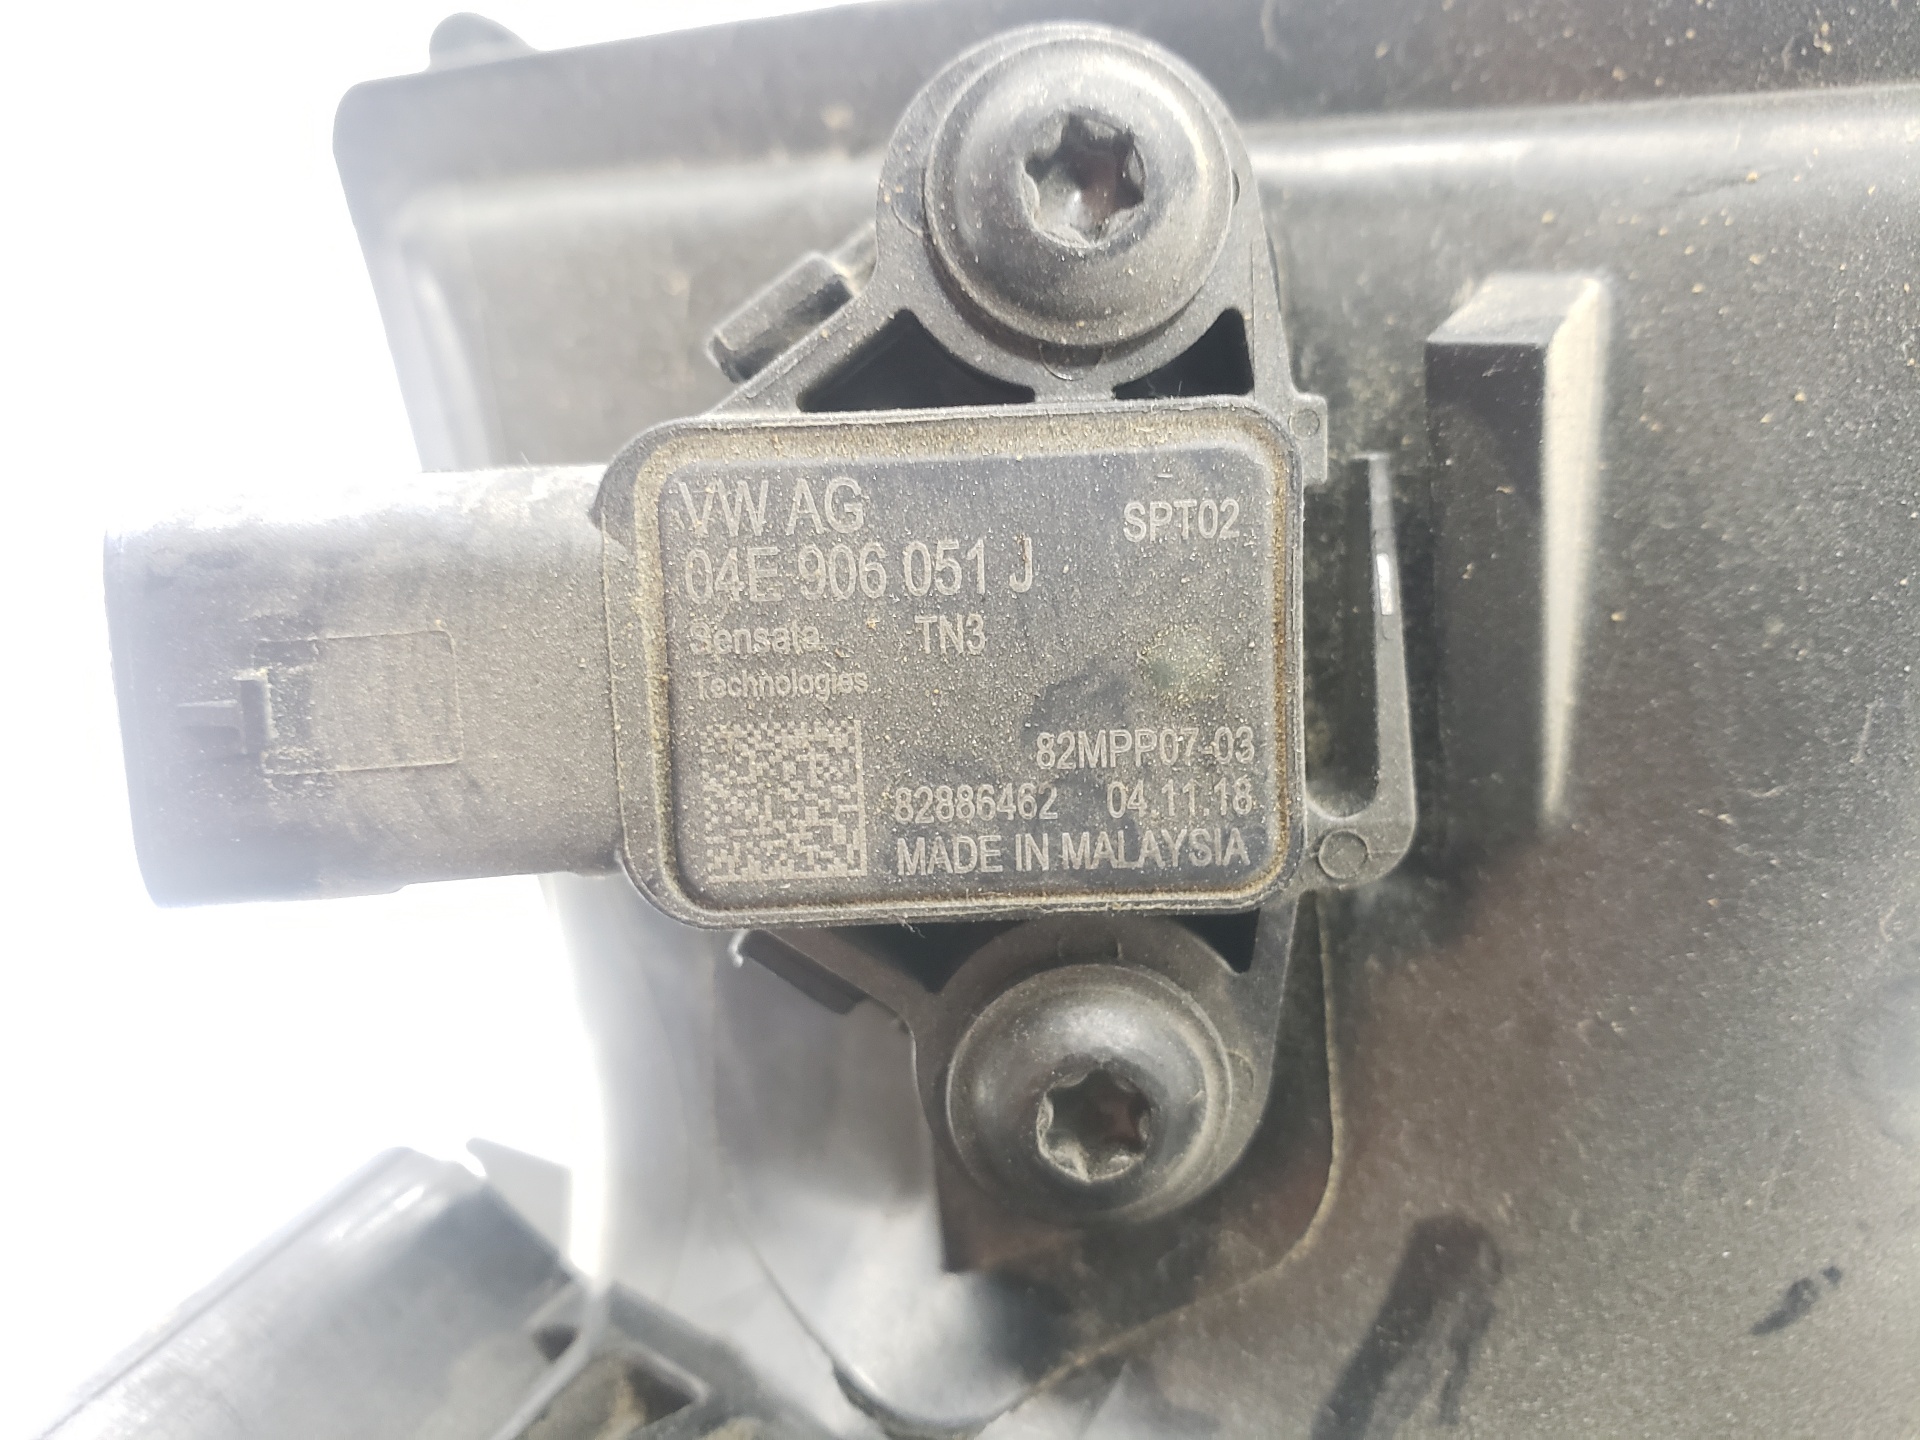 VW AG SPT02
04E 906 051 J
Sensata TN3
Technologies
82MPP07-03
82886462 04.11.18
MADE IN MALAYSIA